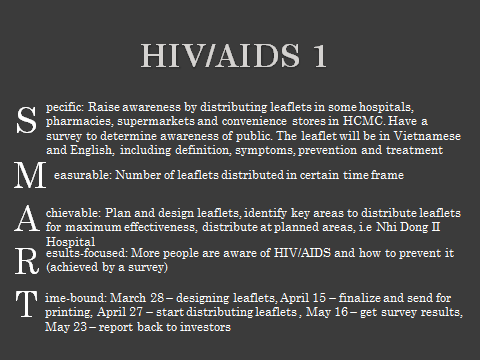 HIV/AIDS 1
Specific: Raise awareness by distributing leaflets in some hospitals,
pharmacies, supermarkets and convenience stores in HCMC. Have a
survey to determine awareness of public. The leaflet will be in Vietnamese
and English, including definition, symptoms, prevention and treatment
Measurable: Number of leaflets distributed in certain time frame
Achievable: Plan and design leaflets, identify key areas to distribute leaflets
for maximum effectiveness, distribute at planned areas, i.e Nhi Dong II
Hospital
Results-focused: More people are aware of HIV/AIDS and how to prevent it
(achieved by a survey)
Time-bound: March 28 – designing leaflets, April 15 – finalize and send for
printing, April 27 – start distributing leaflets , May 16 – get survey results,
May 23 – report back to investors